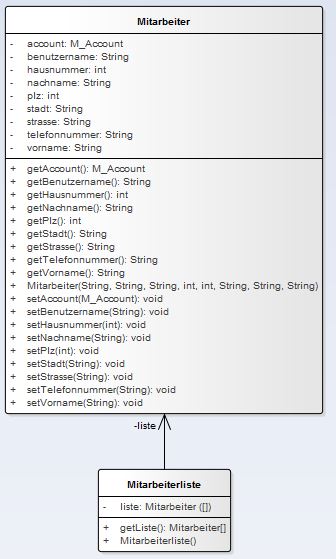 Mitarbeiter
- account: M_Account
- benutzername: String
- hausnummer: int
- nachname: String
- plz: int
- stadt: String
- strasse: String
- telefonnummer: String
- vorname: String
+ getAccount(): M_Account
+ getBenutzername(): String
+ getHausnummer(): int
+ getNachname(): String
+ getPlz(): int
+ getStadt(): String
+ getStrasse(): String
+ getTelefonnummer(): String
+ getVorname(): String
+ Mitarbeiter(String, String, String, int, int, String, String, String)
+ setAccount(M_Account): void
+ setBenutzername(String): void
+ setHausnummer(int): void
+ setNachname(String): void
+ setPlz(int): void
+ setStadt(String): void
+ setStrasse(String): void
+ setTelefonnummer(String): void
+ setVorname(String): void
-liste
Mitarbeiterliste
- liste: Mitarbeiter ([])
+ getListe(): Mitarbeiter[]
+ Mitarbeiterliste()